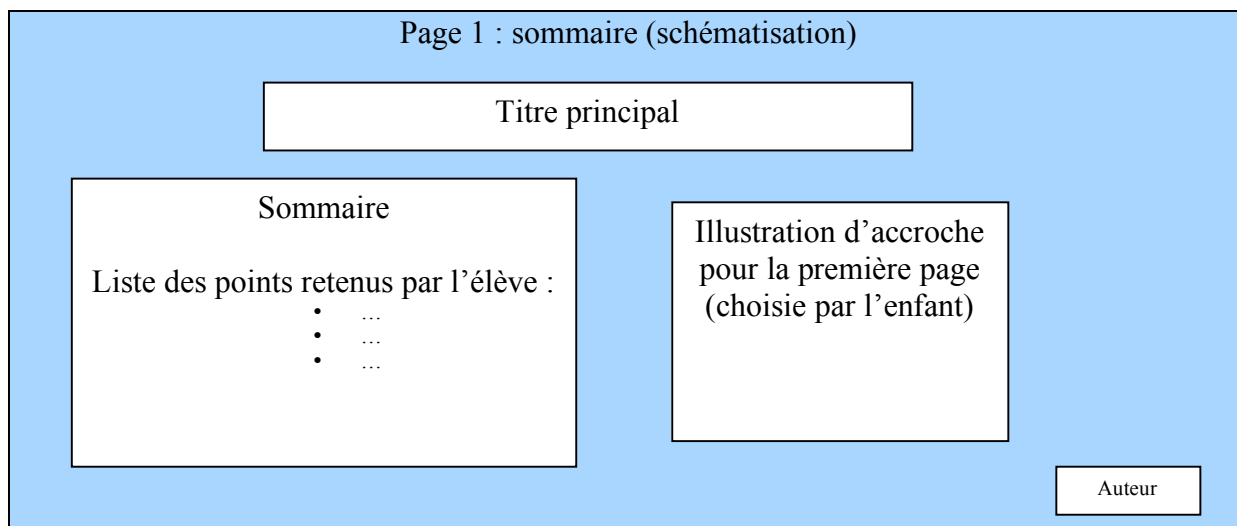 Page 1 : sommaire (schématisation)
Titre principal
Sommaire
Liste des points retenus par l’élève :
• …
• …
• …
Illustration d’accroche
pour la première page
(choisie par l’enfant)
Auteur